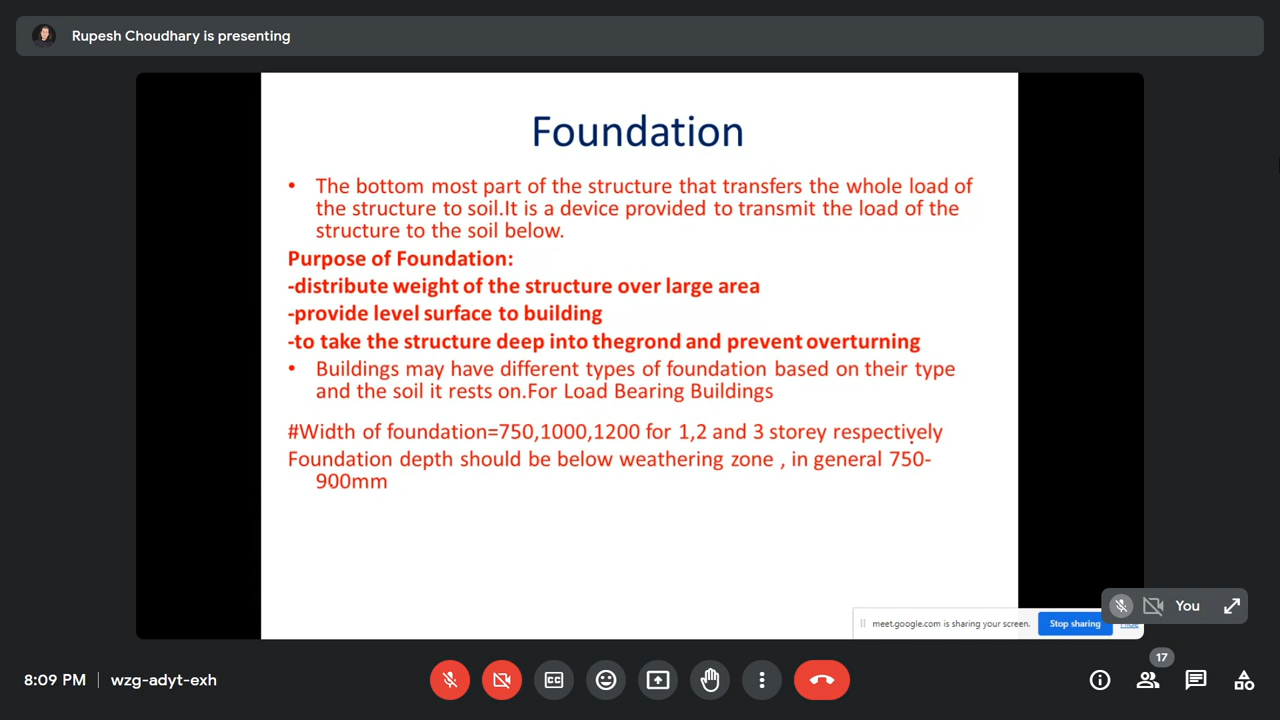 Rupesh Choudhary is presenting
Foundation
• The bottom most part of the structure that transfers the whole load of
the structure to soil.It is a device provided to transmit the load of the
structure to the soil below.
Purpose of Foundation:
-distribute weight of the structure over large area
-provide level surface to building
-to take the structure deep into thegrond and prevent overturning
• Buildings may have different types of foundation based on their type
and the soil it rests on.For Load Bearing Buildings
#Width of foundation=750,1000,1200 for 1,2 and 3 storey respectively
Foundation depth should be below weathering zone , in general 750-
900mm
You
meet.google.com is sharing your screen.
Stop sharing
17
8:09 PM | wzg-adyt-exh
CC